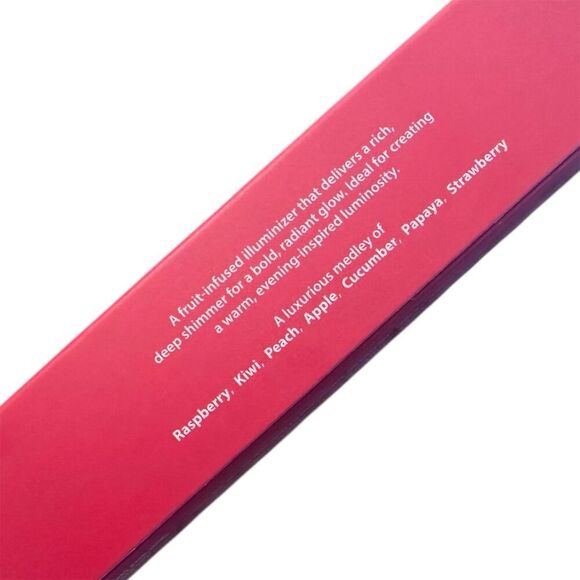 A fruit-infused illuminizer that delivers a rich,
deep shimmer for a bold, radiant glow. Ideal for creating
a warm, evening-inspired luminosity.
A luxurious medley of
Raspberry, Kiwi, Peach, Apple, Cucumber, Papaya, Strawberry